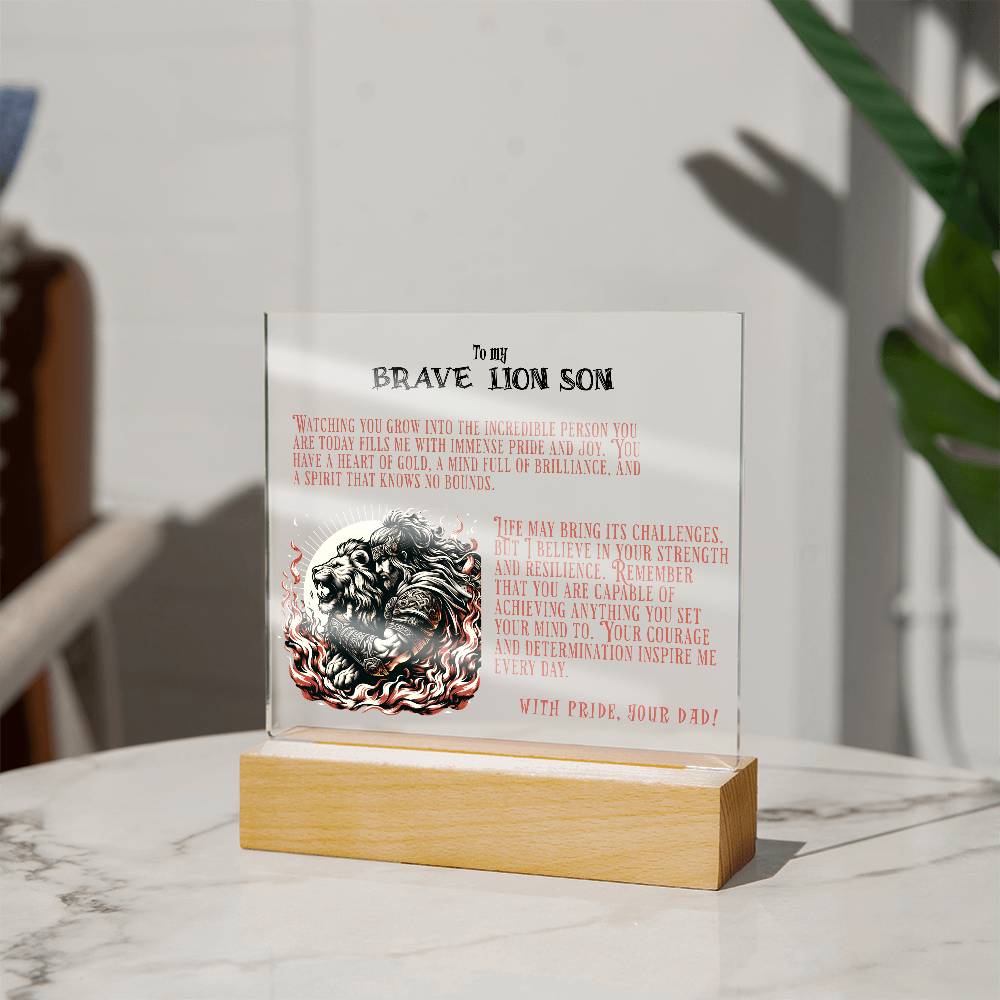 To my
BRAVE LION SON
WATCHING YOU GROW INTO THE INCREDIBLE PERSON YOU
ARE TODAY FILLS ME WITH IMMENSE PRIDE AND JOY. YOU
HAVE A HEART OF GOLD, A MIND FULL OF BRILLIANCE, AND
A SPIRIT THAT KNOWS NO BOUNDS.
LIFE MAY BRING ITS CHALLENGES,
BUT I BELIEVE IN YOUR STRENGTH
AND RESILIENCE. REMEMBER
THAT YOU ARE CAPABLE OF
ACHIEVING ANYTHING YOU SET
YOUR MIND TO. YOUR COURAGE
AND DETERMINATION INSPIRE ME
EVERY DAY.
WITH PRIDE, YOUR DAD!